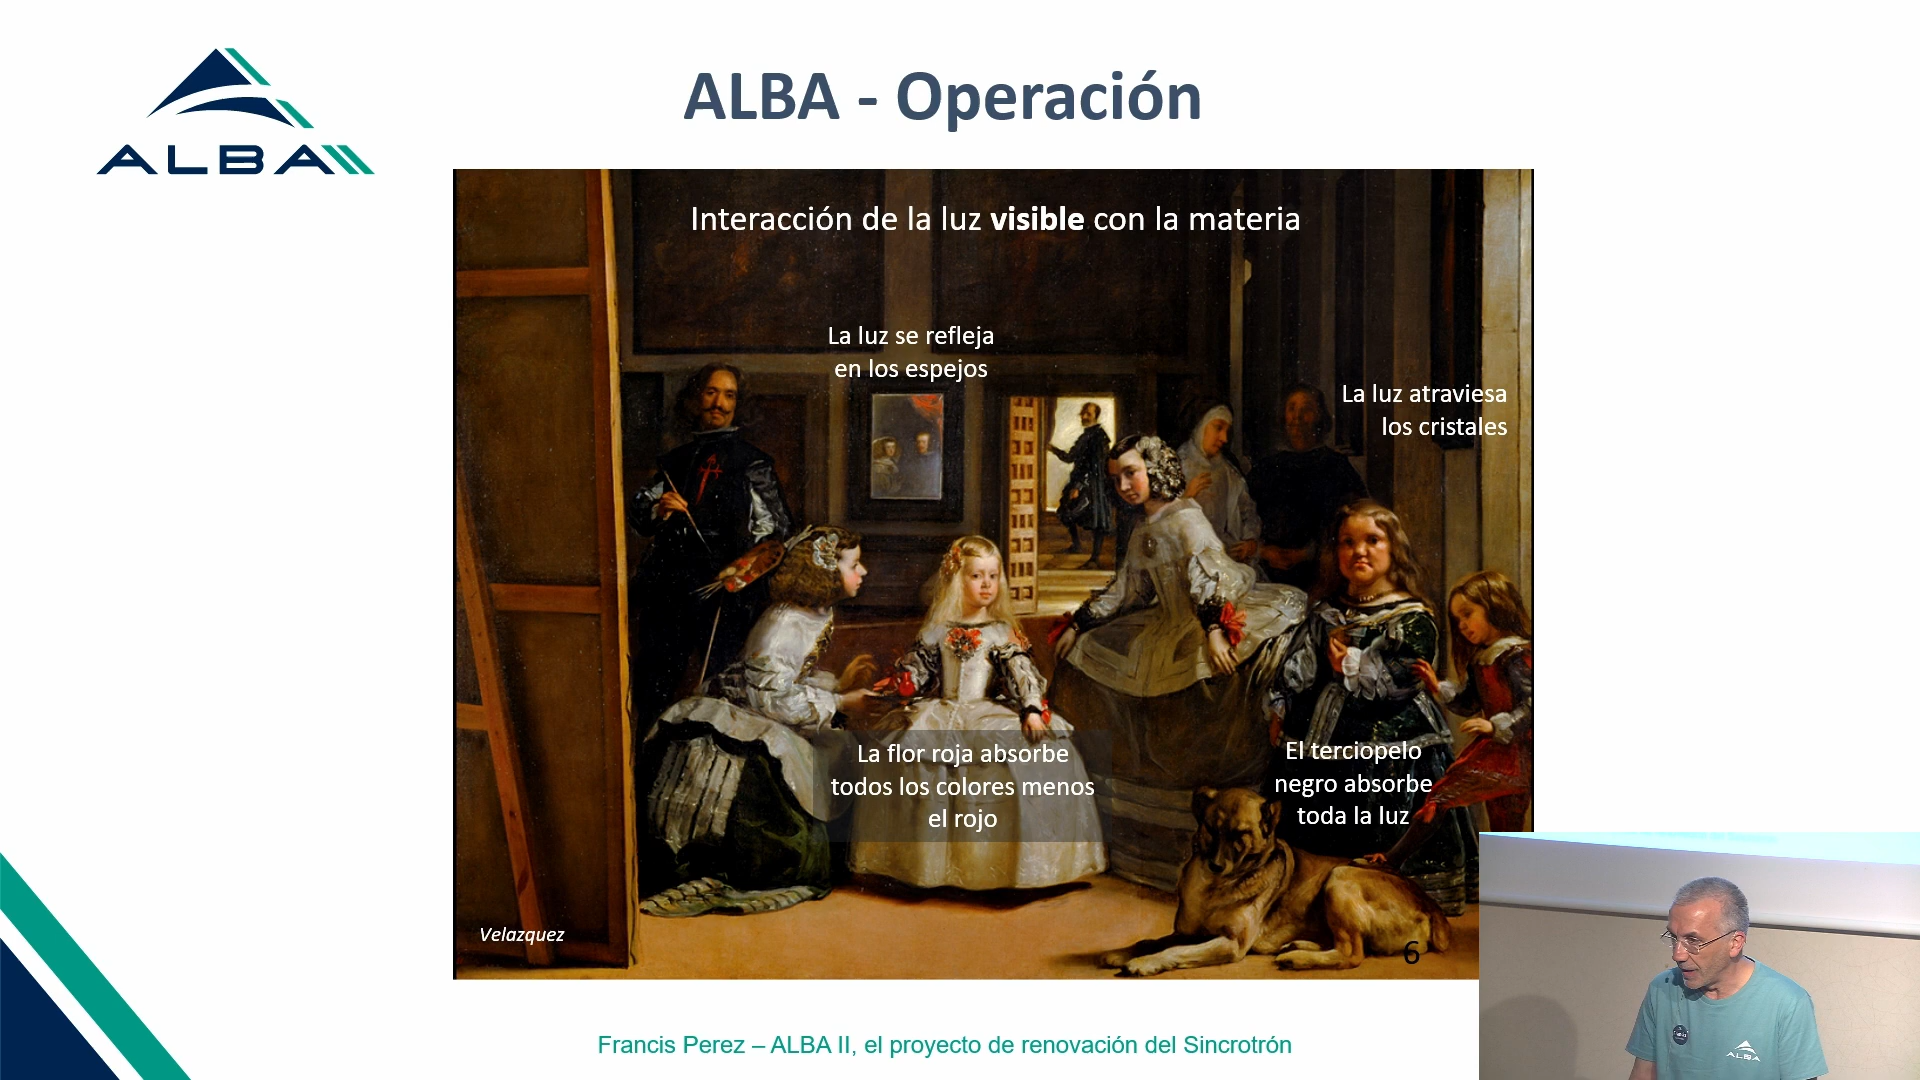 ALBA
ALBA - Operación
Interacción de la luz visible con la materia
La luz se refleja
en los espejos
La luz atraviesa
los cristales
La flor roja absorbe
todos los colores menos
el rojo
El terciopelo
negro absorbe
toda la luz
Velazquez
6
Francis Perez – ALBA II, el proyecto de renovación del Sincrotrón
ALBA